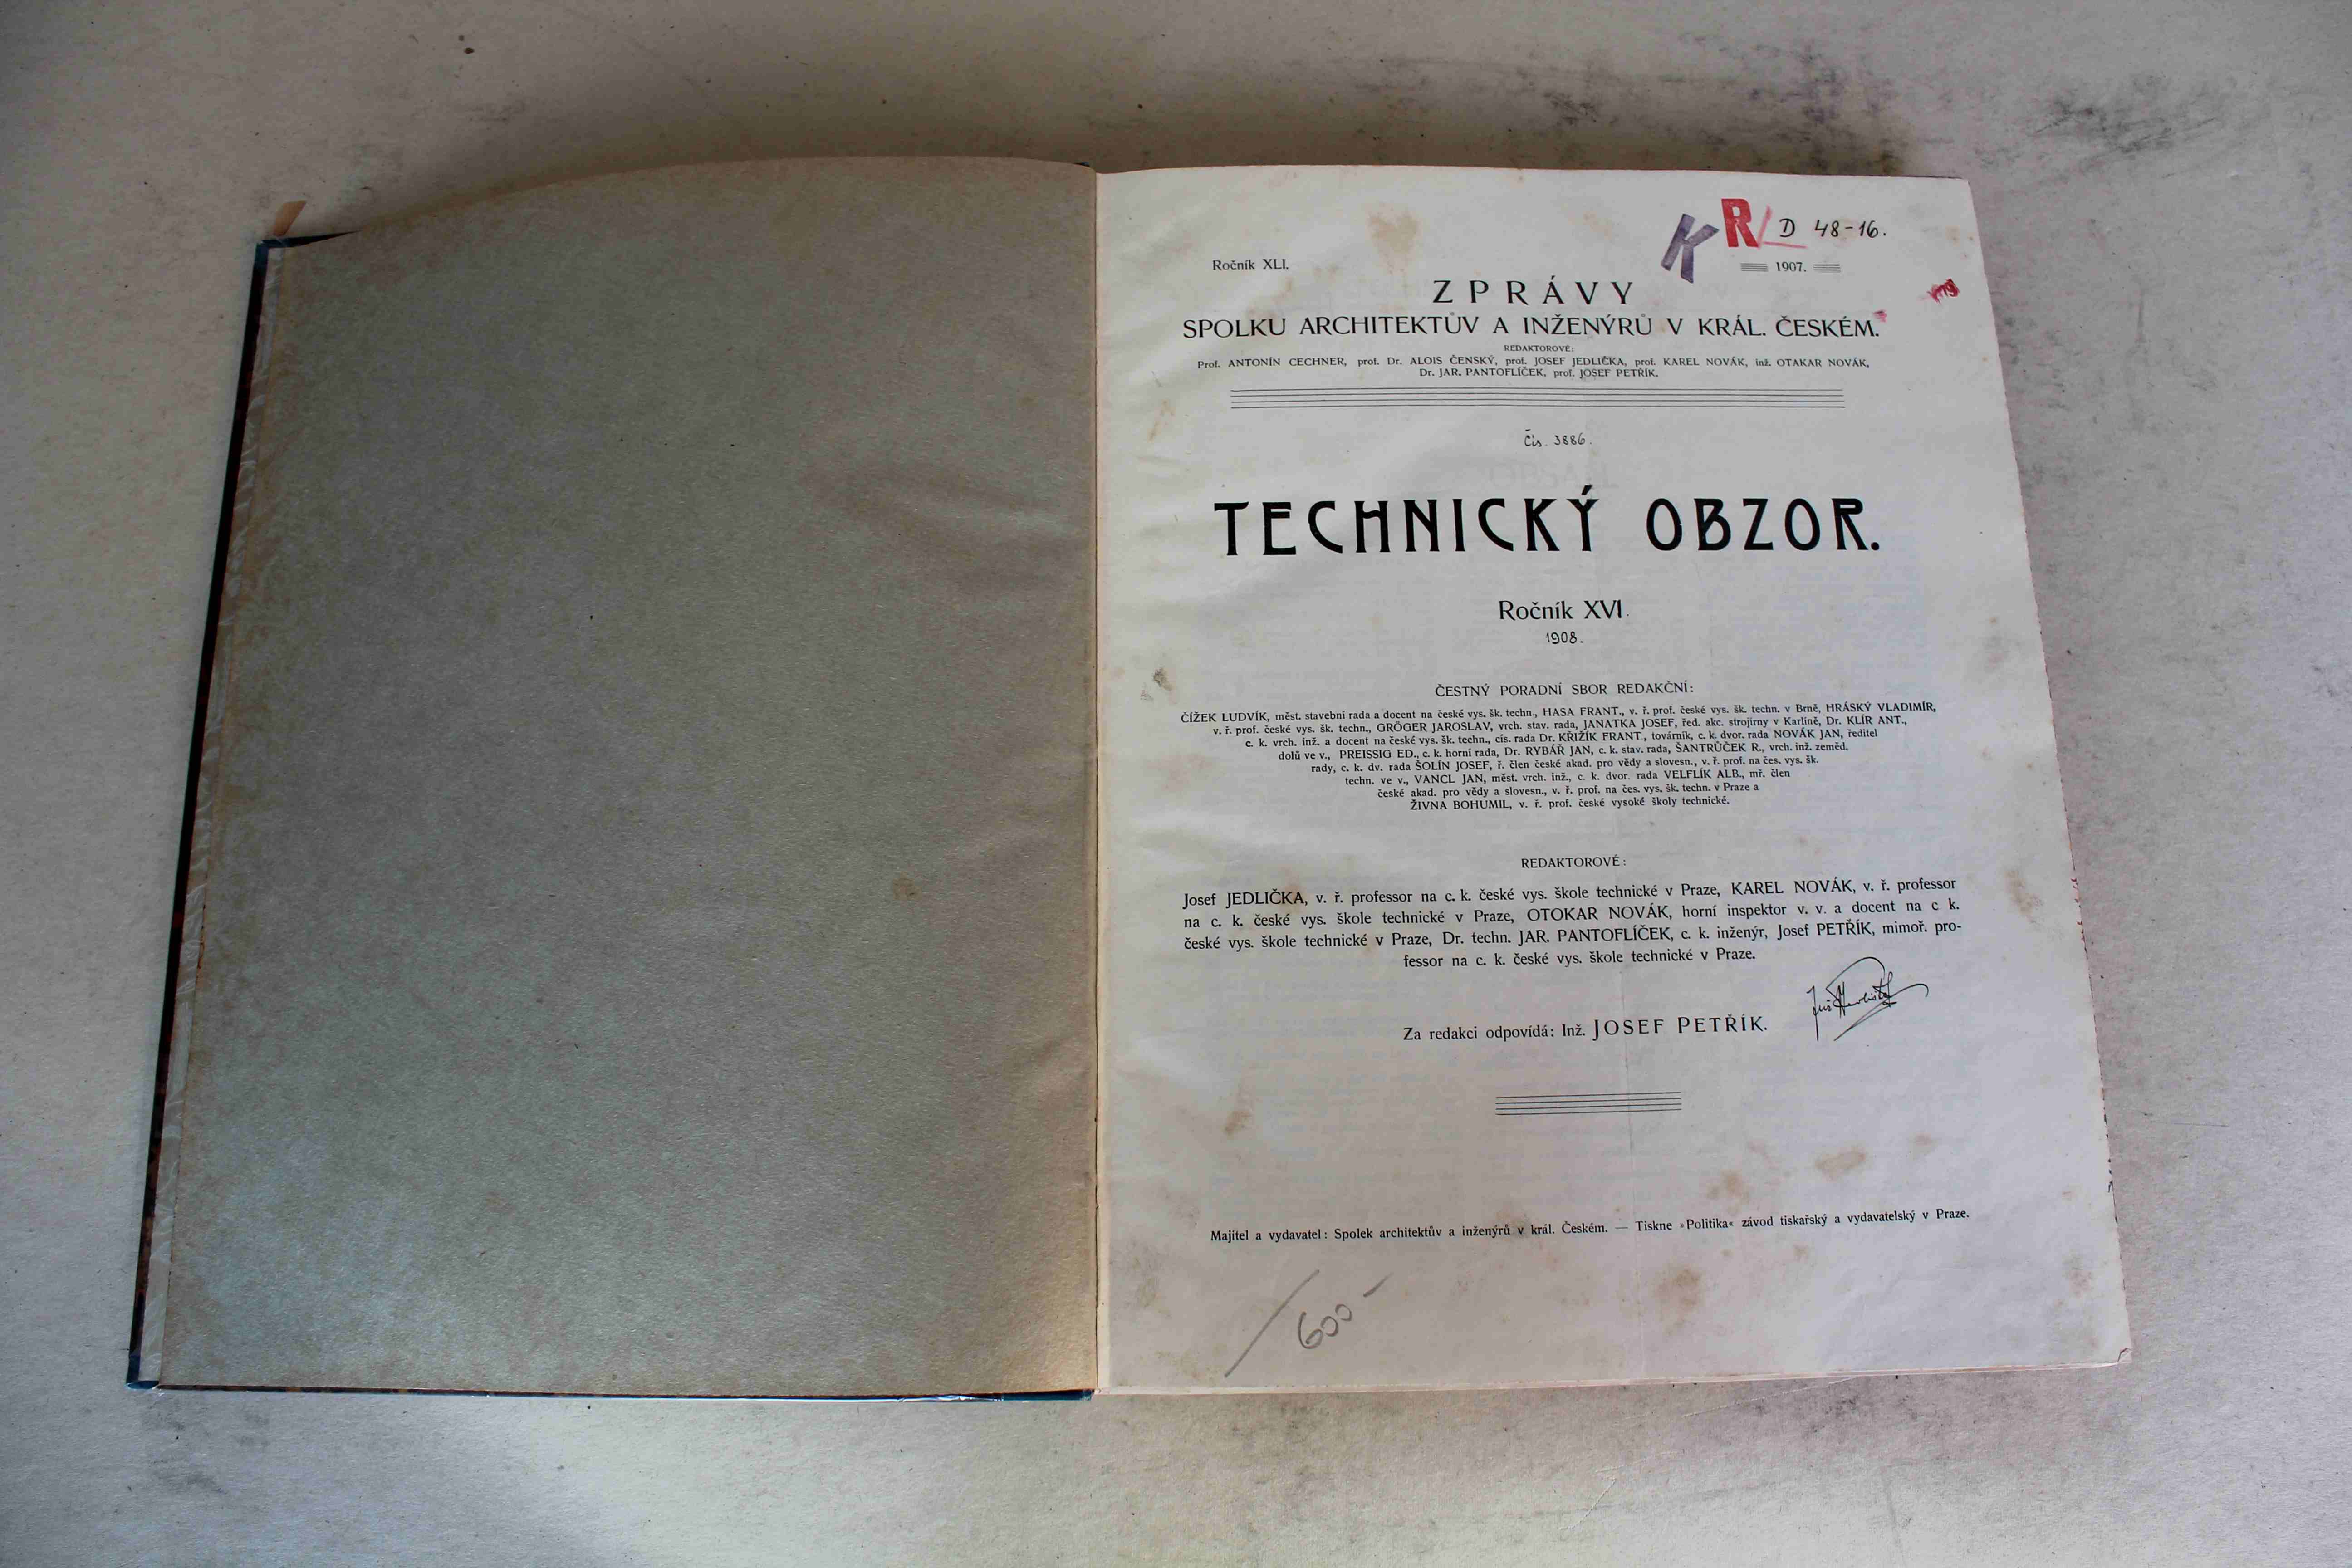 KR D 48-16.
Ročník XLI.
1907.
ZPRÁVY
SPOLKU ARCHITEKTŮV A INŽENÝRŮ V KRÁL. ČESKÉM.
REDAKTOROVÉ:
Prof. ANTONÍN CECHNER, prof. Dr. ALOIS ČENSKÝ, prof. JOSEF JEDLIČKA, prof. KAREL NOVÁK, inž. OTAKAR NOVÁK,
Dr. JAR. PANTOFLÍČEK, prof. JOSEF PETŘÍK.
Čís. 3886.
TECHNICKÝ OBZOR.
Ročník XVI.
1908.
ČESTNÝ PORADNÍ SBOR REDAKČNÍ:
ČÍŽEK LUDVÍK, měst. stavební rada a docent na české vys. šk. techn., HASA FRANT., v. ř. prof. české vys. šk. techn. v Brně, HRÁSKÝ VLADIMÍR,
v. ř. prof. české vys. šk. techn., GRÖGER JAROSLAV, vrch. stav. rada, JANATKA JOSEF, řed. akc. strojírny v Karlíně, Dr. KLÍR ANT.,
c. k. vrch. inž. a docent na české vys. šk. techn., cís. rada Dr. KŘIŽÍK FRANT., továrník, c. k. dvor. rada NOVÁK JAN, ředitel
dolů ve v., PREISSIG ED., c. k. horní rada, Dr. RYBÁŘ JAN, c. k. stav. rada, ŠANTRŮČEK R., vrch. inž. zeměd.
rady, c. k. dv. rada ŠOLÍN JOSEF, ř. člen české akad. pro vědy a slovesn., v. ř. prof. na čes. vys. šk.
techn. ve v., VANCL JAN, měst. vrch. inž., c. k. dvor. rada VELFLÍK ALB., mř. člen
české akad. pro vědy a slovesn., v. ř. prof. na čes. vys. šk. techn. v Praze a
ŽIVNA BOHUMIL, v. ř. prof. české vysoké školy technické.
REDAKTOROVÉ:
Josef JEDLIČKA, v. ř. professor na c. k. české vys. škole technické v Praze, KAREL NOVÁK, v. ř. professor
na c. k. české vys. škole technické v Praze, OTOKAR NOVÁK, horní inspektor v. v. a docent na c k.
české vys. škole technické v Praze, Dr. techn. JAR. PANTOFLÍČEK, c. k. inženýr, Josef PETŘÍK, mimoř. pro-
fessor na c. k. české vys. škole technické v Praze.
Za redakci odpovídá: Inž. JOSEF PETŘÍK.
Majitel a vydavatel: Spolek architektův a inženýrů v král. Českém. — Tiskne »Politika« závod tiskařský a vydavatelský v Praze.
600-